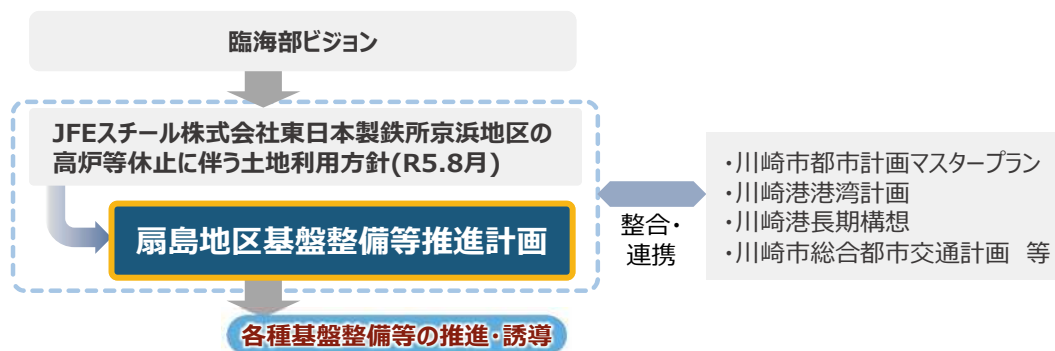 臨海部ビジョン
JFEスチール株式会社東日本製鉄所京浜地区の
高炉等休止に伴う土地利用方針(R5.8月)
扇島地区基盤整備等推進計画
整合・
連携
・川崎市都市計画マスタープラン
・川崎港港湾計画
・川崎港長期構想
・川崎市総合都市交通計画 等
各種基盤整備等の推進・誘導